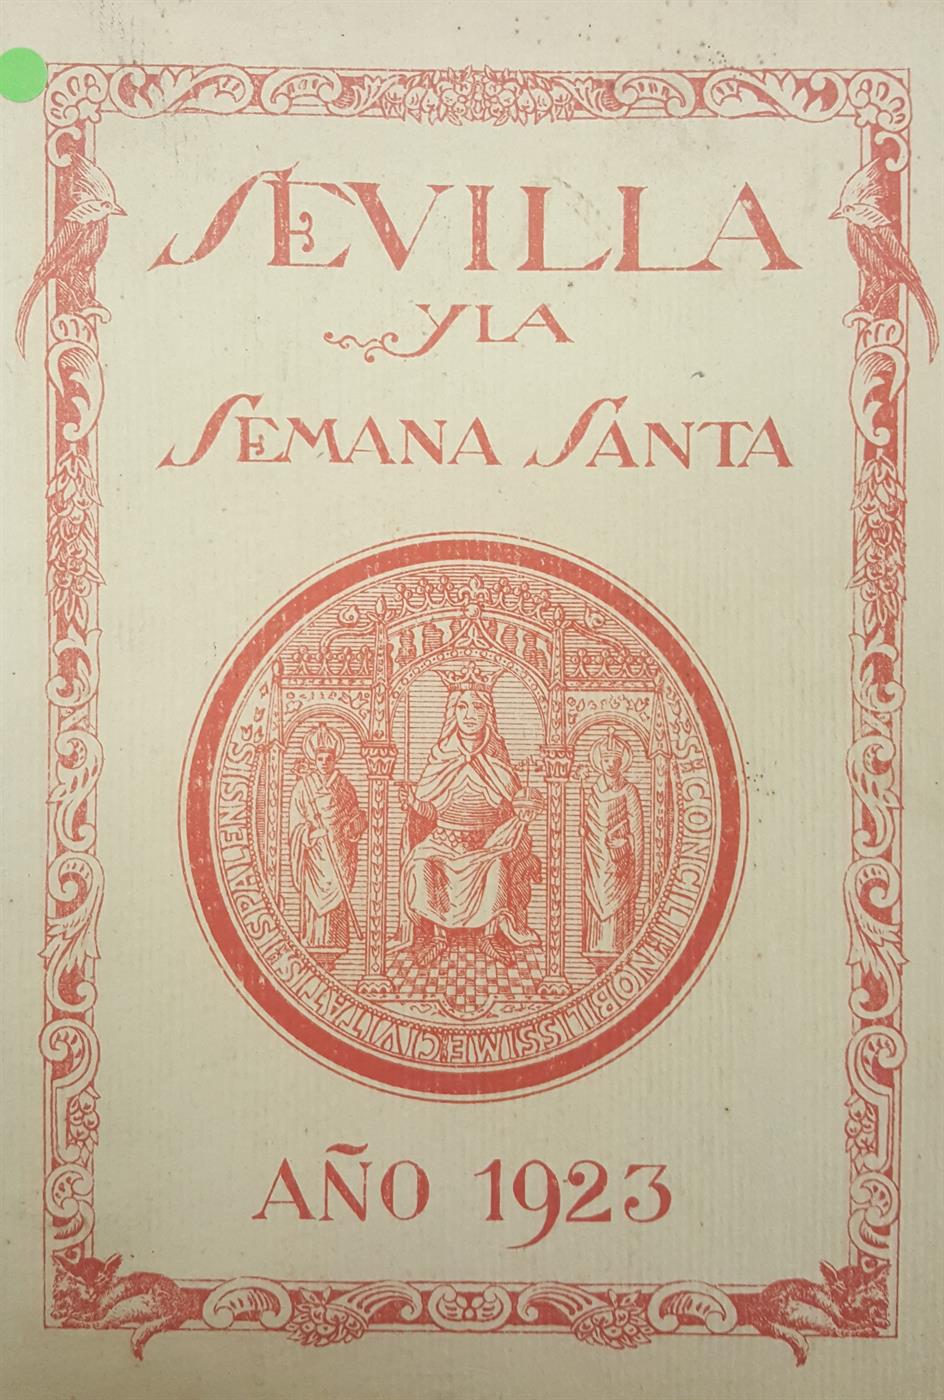 SEVILLA
Y LA
SEMANA SANTA
S: CONCILII: NOBILISSIME: CIVITATIS: ISPALENSIS
AÑO 1923